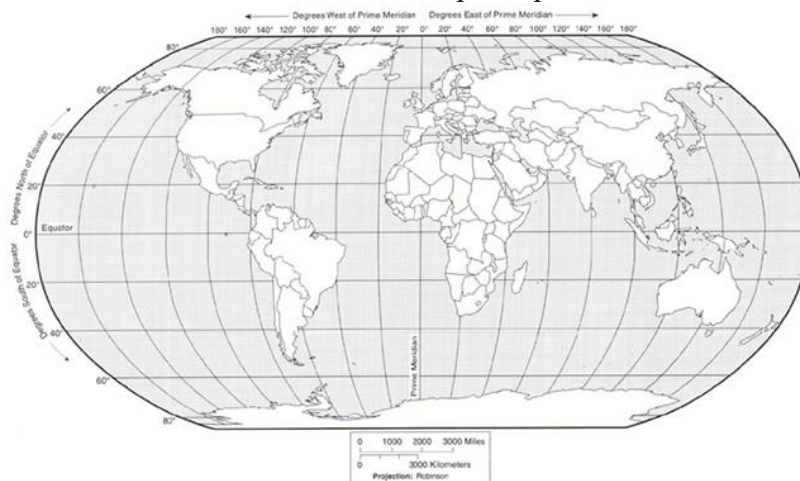 Degrees West of Prime Meridian Degrees East of Prime Meridian
180° 160° 140° 120° 100° 80° 60° 40° 20° 0° 20° 40° 60° 80° 100° 120° 140° 160° 180°
80°
60°
Degrees North of Equator
40°
20°
Equator
0°
Degrees South of Equator
20°
40°
Prime Meridian
60°
80°
0 1000 2000 3000 Miles
0 3000 Kilometers
Projection: Robinson